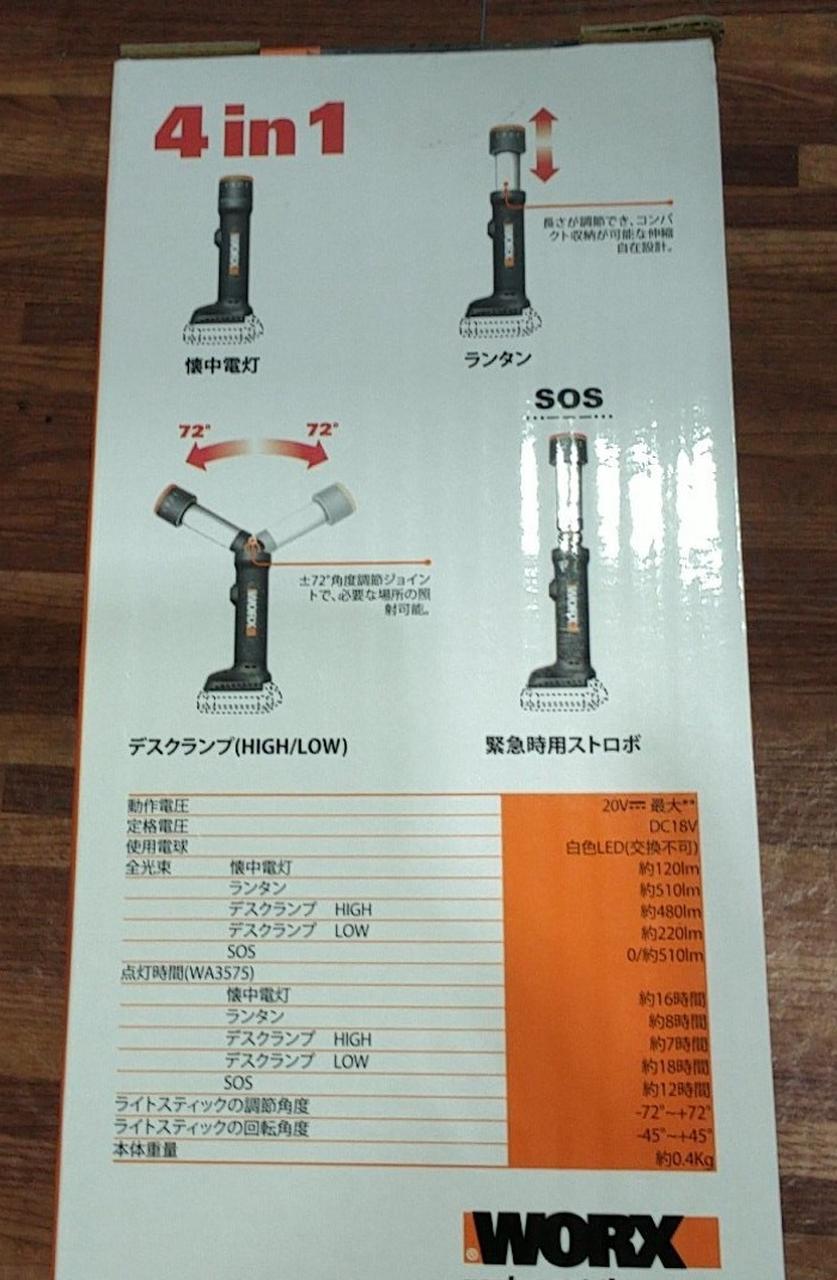 4 in 1
WORX
懐中電灯
長さが調節でき、コンパ
クト収納が可能な伸縮
自在設計。
WORX
ランタン
72° 72°
±72°角度調節ジョイン
トで、必要な場所の照
射可能。
WORX
デスクランプ(HIGH/LOW)
SOS
WORX
緊急時用ストロボ
動作電圧 20V 最大**
定格電圧 DC18V
使用電球 白色LED(交換不可)
全光束 懐中電灯 約120lm
ランタン 約510lm
デスクランプ HIGH 約480lm
デスクランプ LOW 約220lm
SOS 0/約510lm
点灯時間(WA3575)
懐中電灯 約16時間
ランタン 約8時間
デスクランプ HIGH 約7時間
デスクランプ LOW 約18時間
SOS 約12時間
ライトスティックの調節角度 -72°~+72°
ライトスティックの回転角度 -45°~+45°
本体重量 約0.4Kg
WORX